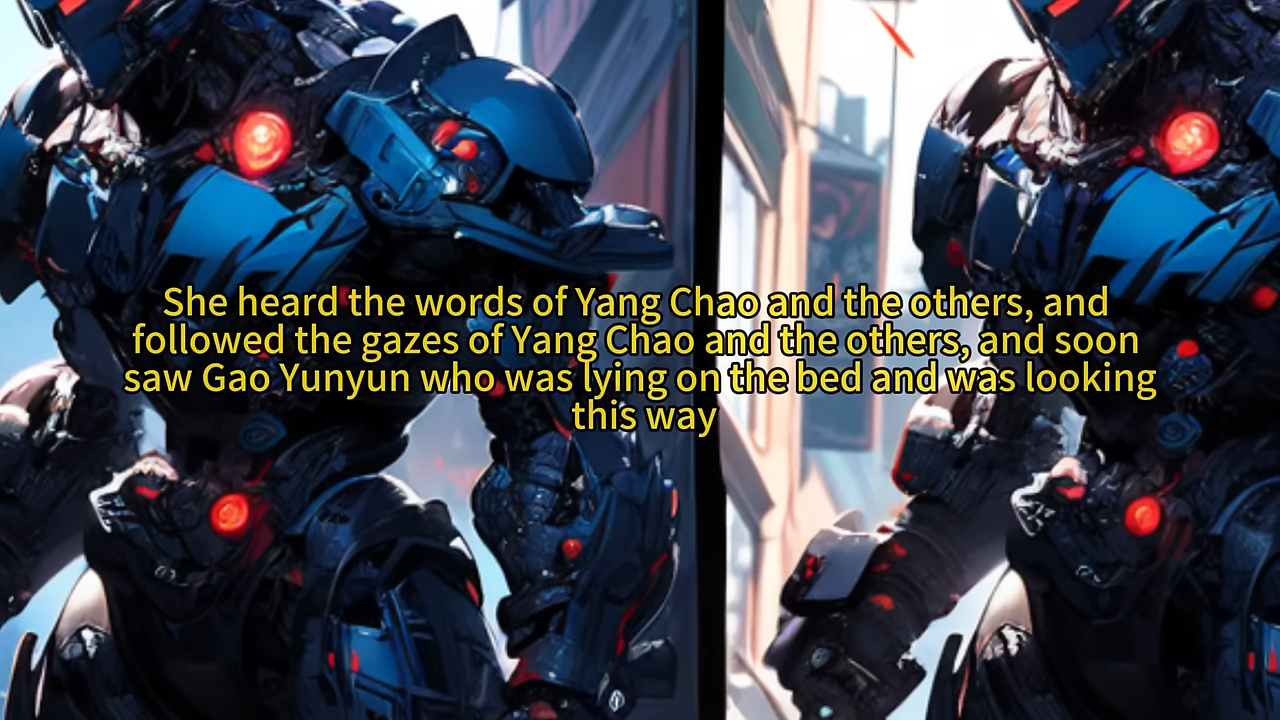 She heard the words of Yang Chao and the others, and
followed the gazes of Yang Chao and the others, and soon
saw Gao Yunyun who was lying on the bed and was looking
this way